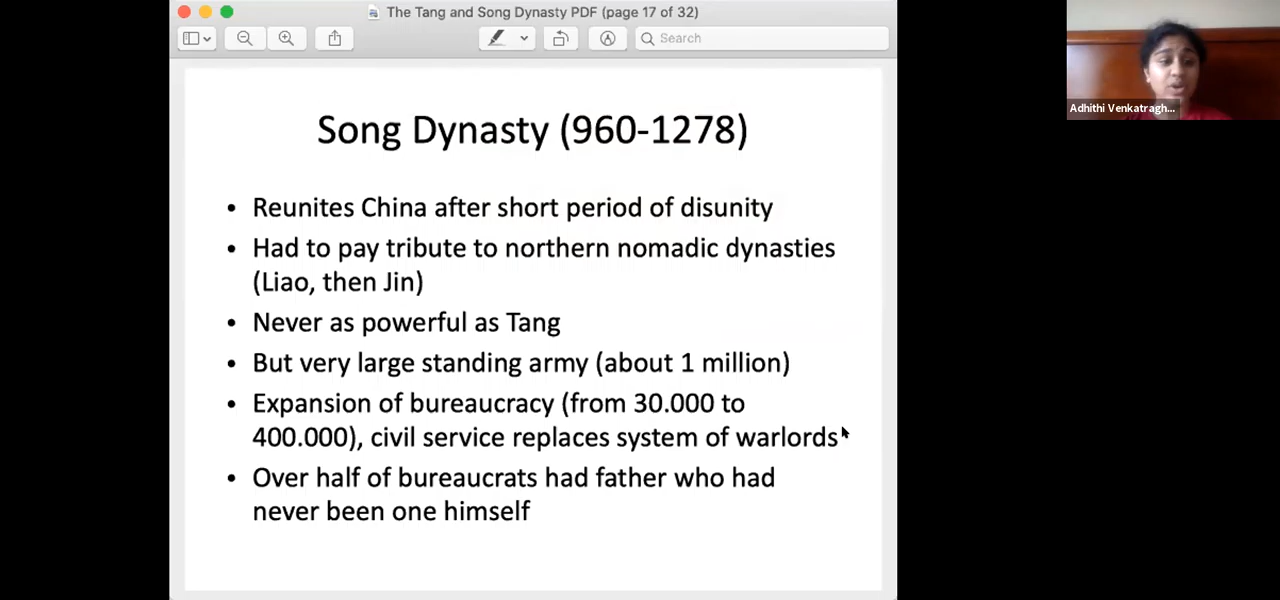 The Tang and Song Dynasty PDF (page 17 of 32)
Search
Adhithi Venkatragh...
Song Dynasty (960-1278)
• Reunites China after short period of disunity
• Had to pay tribute to northern nomadic dynasties
(Liao, then Jin)
• Never as powerful as Tang
• But very large standing army (about 1 million)
• Expansion of bureaucracy (from 30.000 to
400.000), civil service replaces system of warlords
• Over half of bureaucrats had father who had
never been one himself